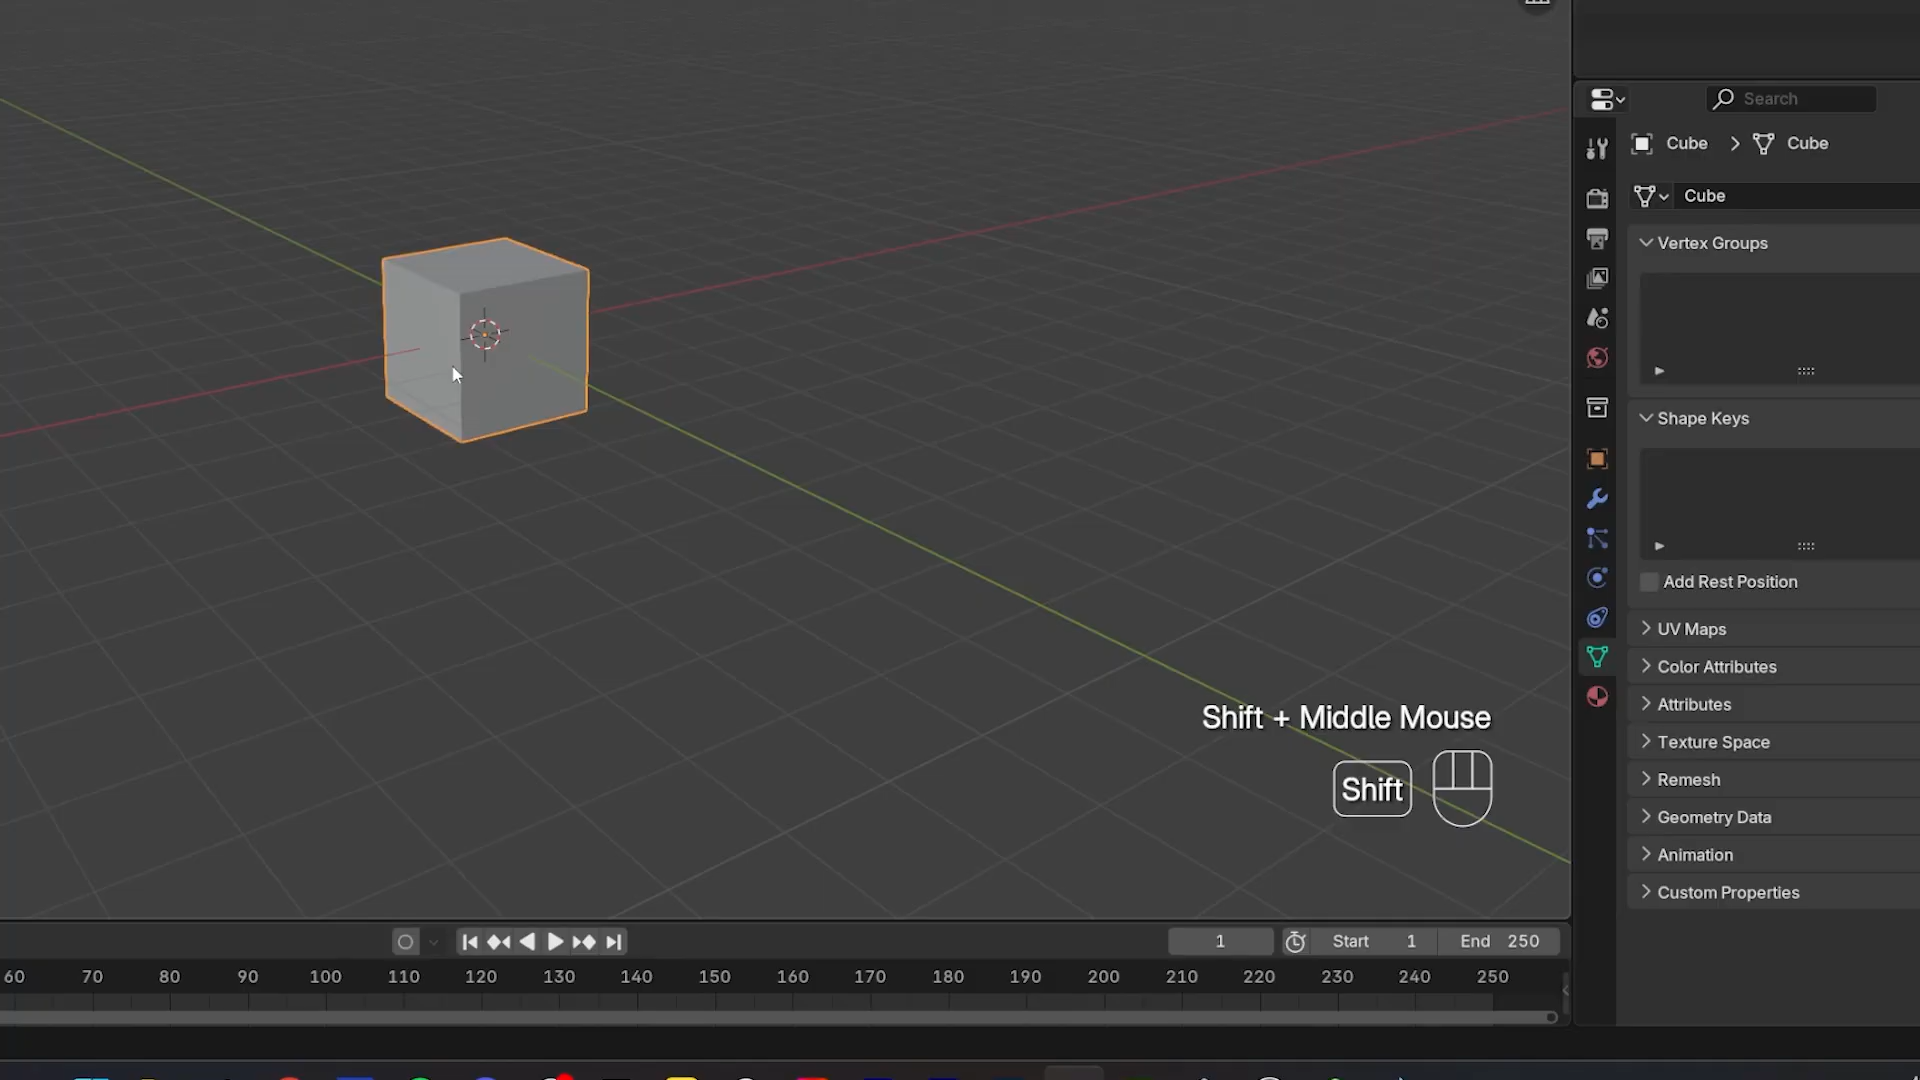 Search
Cube > Cube
Cube
Vertex Groups
Shape Keys
Add Rest Position
UV Maps
Color Attributes
Attributes
Texture Space
Remesh
Geometry Data
Animation
Custom Properties
Shift + Middle Mouse
Shift
1
Start 1
End 250
60 70 80 90 100 110 120 130 140 150 160 170 180 190 200 210 220 230 240 250